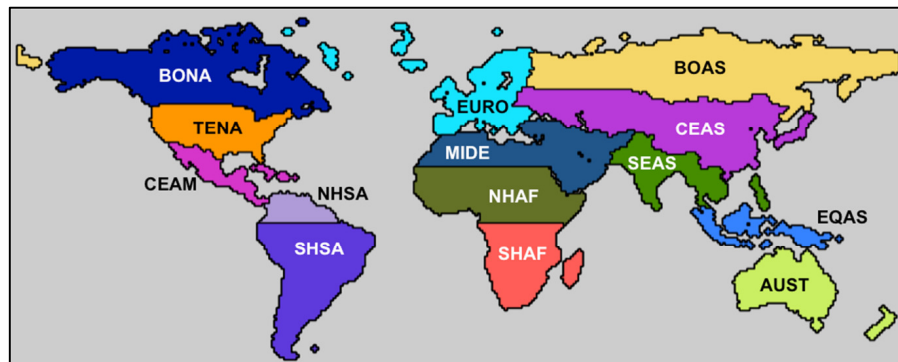 BONA
BOAS
EURO
TENA
CEAS
MIDE
SEAS
CEAM
NHSA
NHAF
EQAS
SHSA
SHAF
AUST